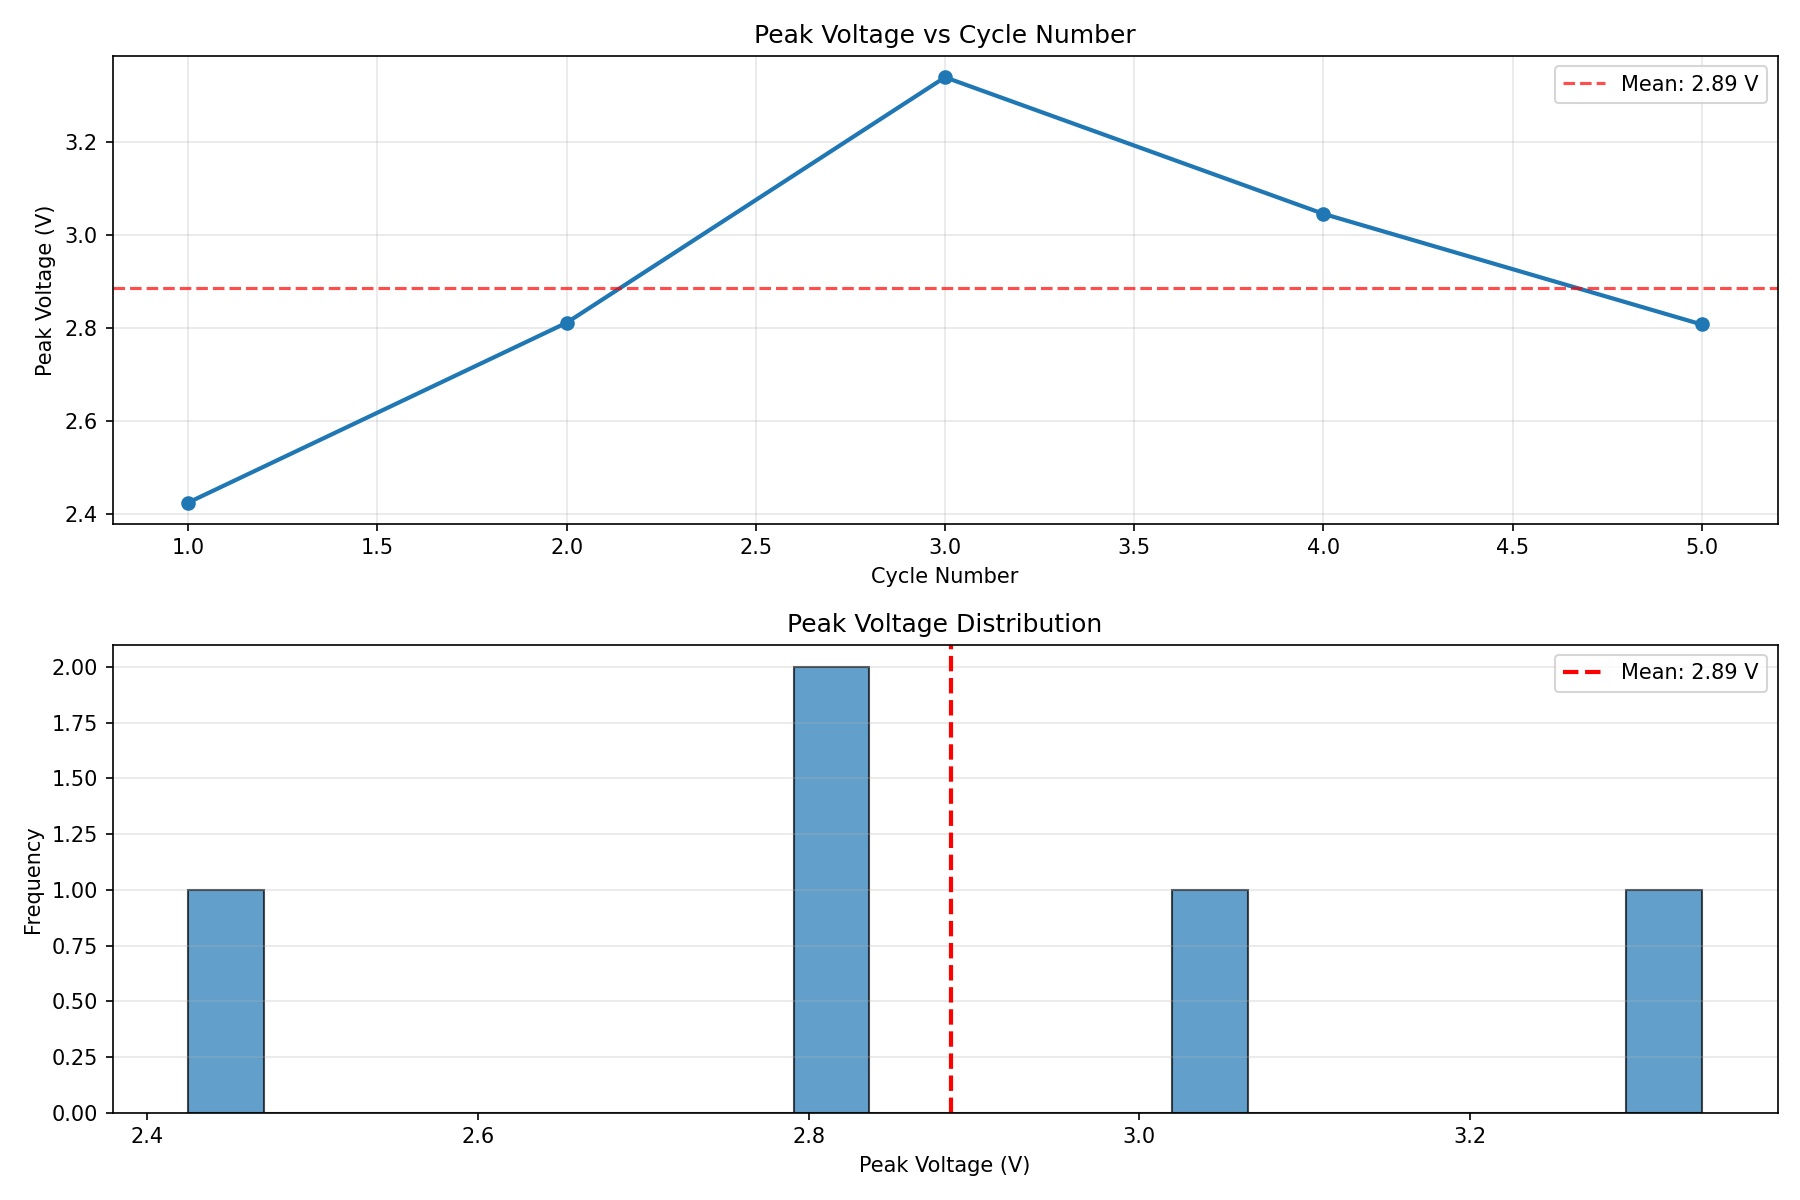 Peak Voltage vs Cycle Number
Mean: 2.89 V
Peak Voltage (V)
3.2
3.0
2.8
2.6
2.4
1.0 1.5 2.0 2.5 3.0 3.5 4.0 4.5 5.0
Cycle Number
Peak Voltage Distribution
Mean: 2.89 V
Frequency
2.00
1.75
1.50
1.25
1.00
0.75
0.50
0.25
0.00
2.4 2.6 2.8 3.0 3.2
Peak Voltage (V)